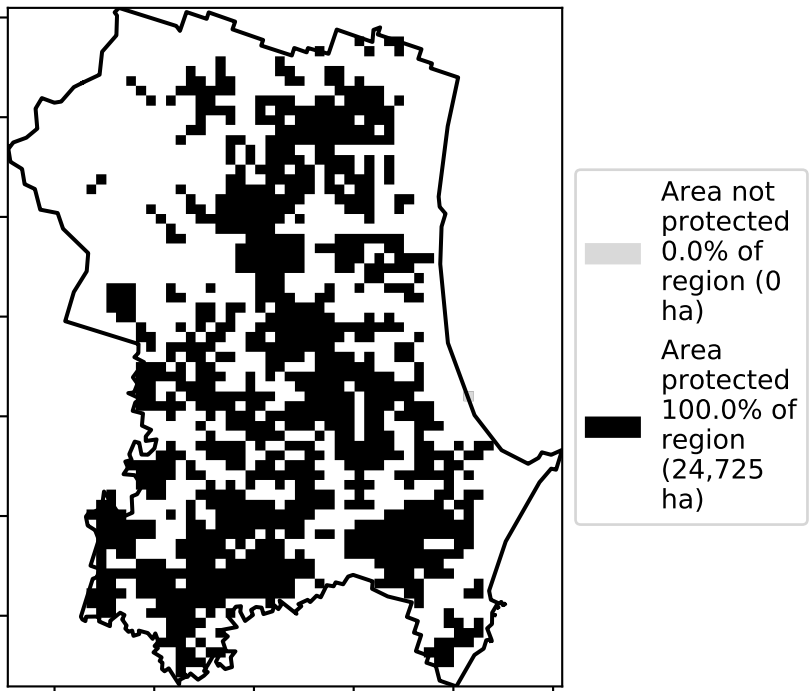 Area not
protected
0.0% of
region (0
ha)
Area
protected
100.0% of
region
(24,725
ha)